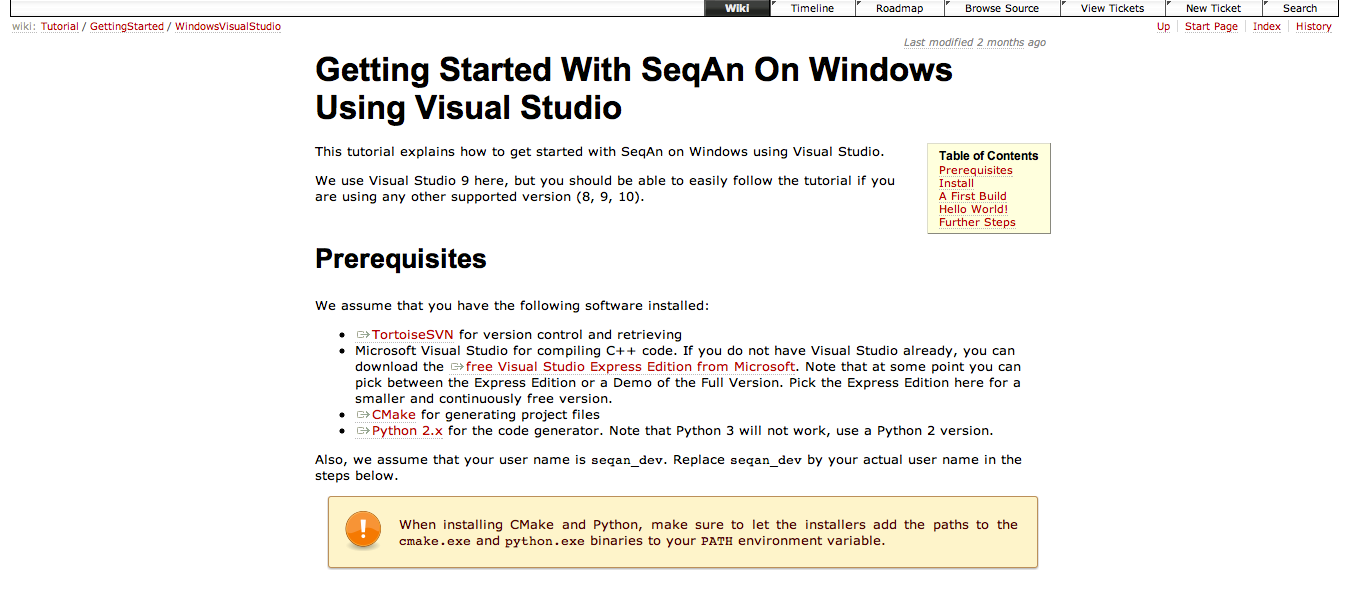 Wiki Timeline Roadmap Browse Source View Tickets New Ticket Search
wiki: Tutorial / GettingStarted / WindowsVisualStudio
Up Start Page Index History
Last modified 2 months ago
Getting Started With SeqAn On Windows
Using Visual Studio
This tutorial explains how to get started with SeqAn on Windows using Visual Studio.
We use Visual Studio 9 here, but you should be able to easily follow the tutorial if you
are using any other supported version (8, 9, 10).
Table of Contents
Prerequisites
Install
A First Build
Hello World!
Further Steps
Prerequisites
We assume that you have the following software installed:
• TortoiseSVN for version control and retrieving
• Microsoft Visual Studio for compiling C++ code. If you do not have Visual Studio already, you can
download the free Visual Studio Express Edition from Microsoft. Note that at some point you can
pick between the Express Edition or a Demo of the Full Version. Pick the Express Edition here for a
smaller and continuously free version.
• CMake for generating project files
• Python 2.x for the code generator. Note that Python 3 will not work, use a Python 2 version.
Also, we assume that your user name is seqan_dev. Replace seqan_dev by your actual user name in the
steps below.
When installing CMake and Python, make sure to let the installers add the paths to the
cmake.exe and python.exe binaries to your PATH environment variable.